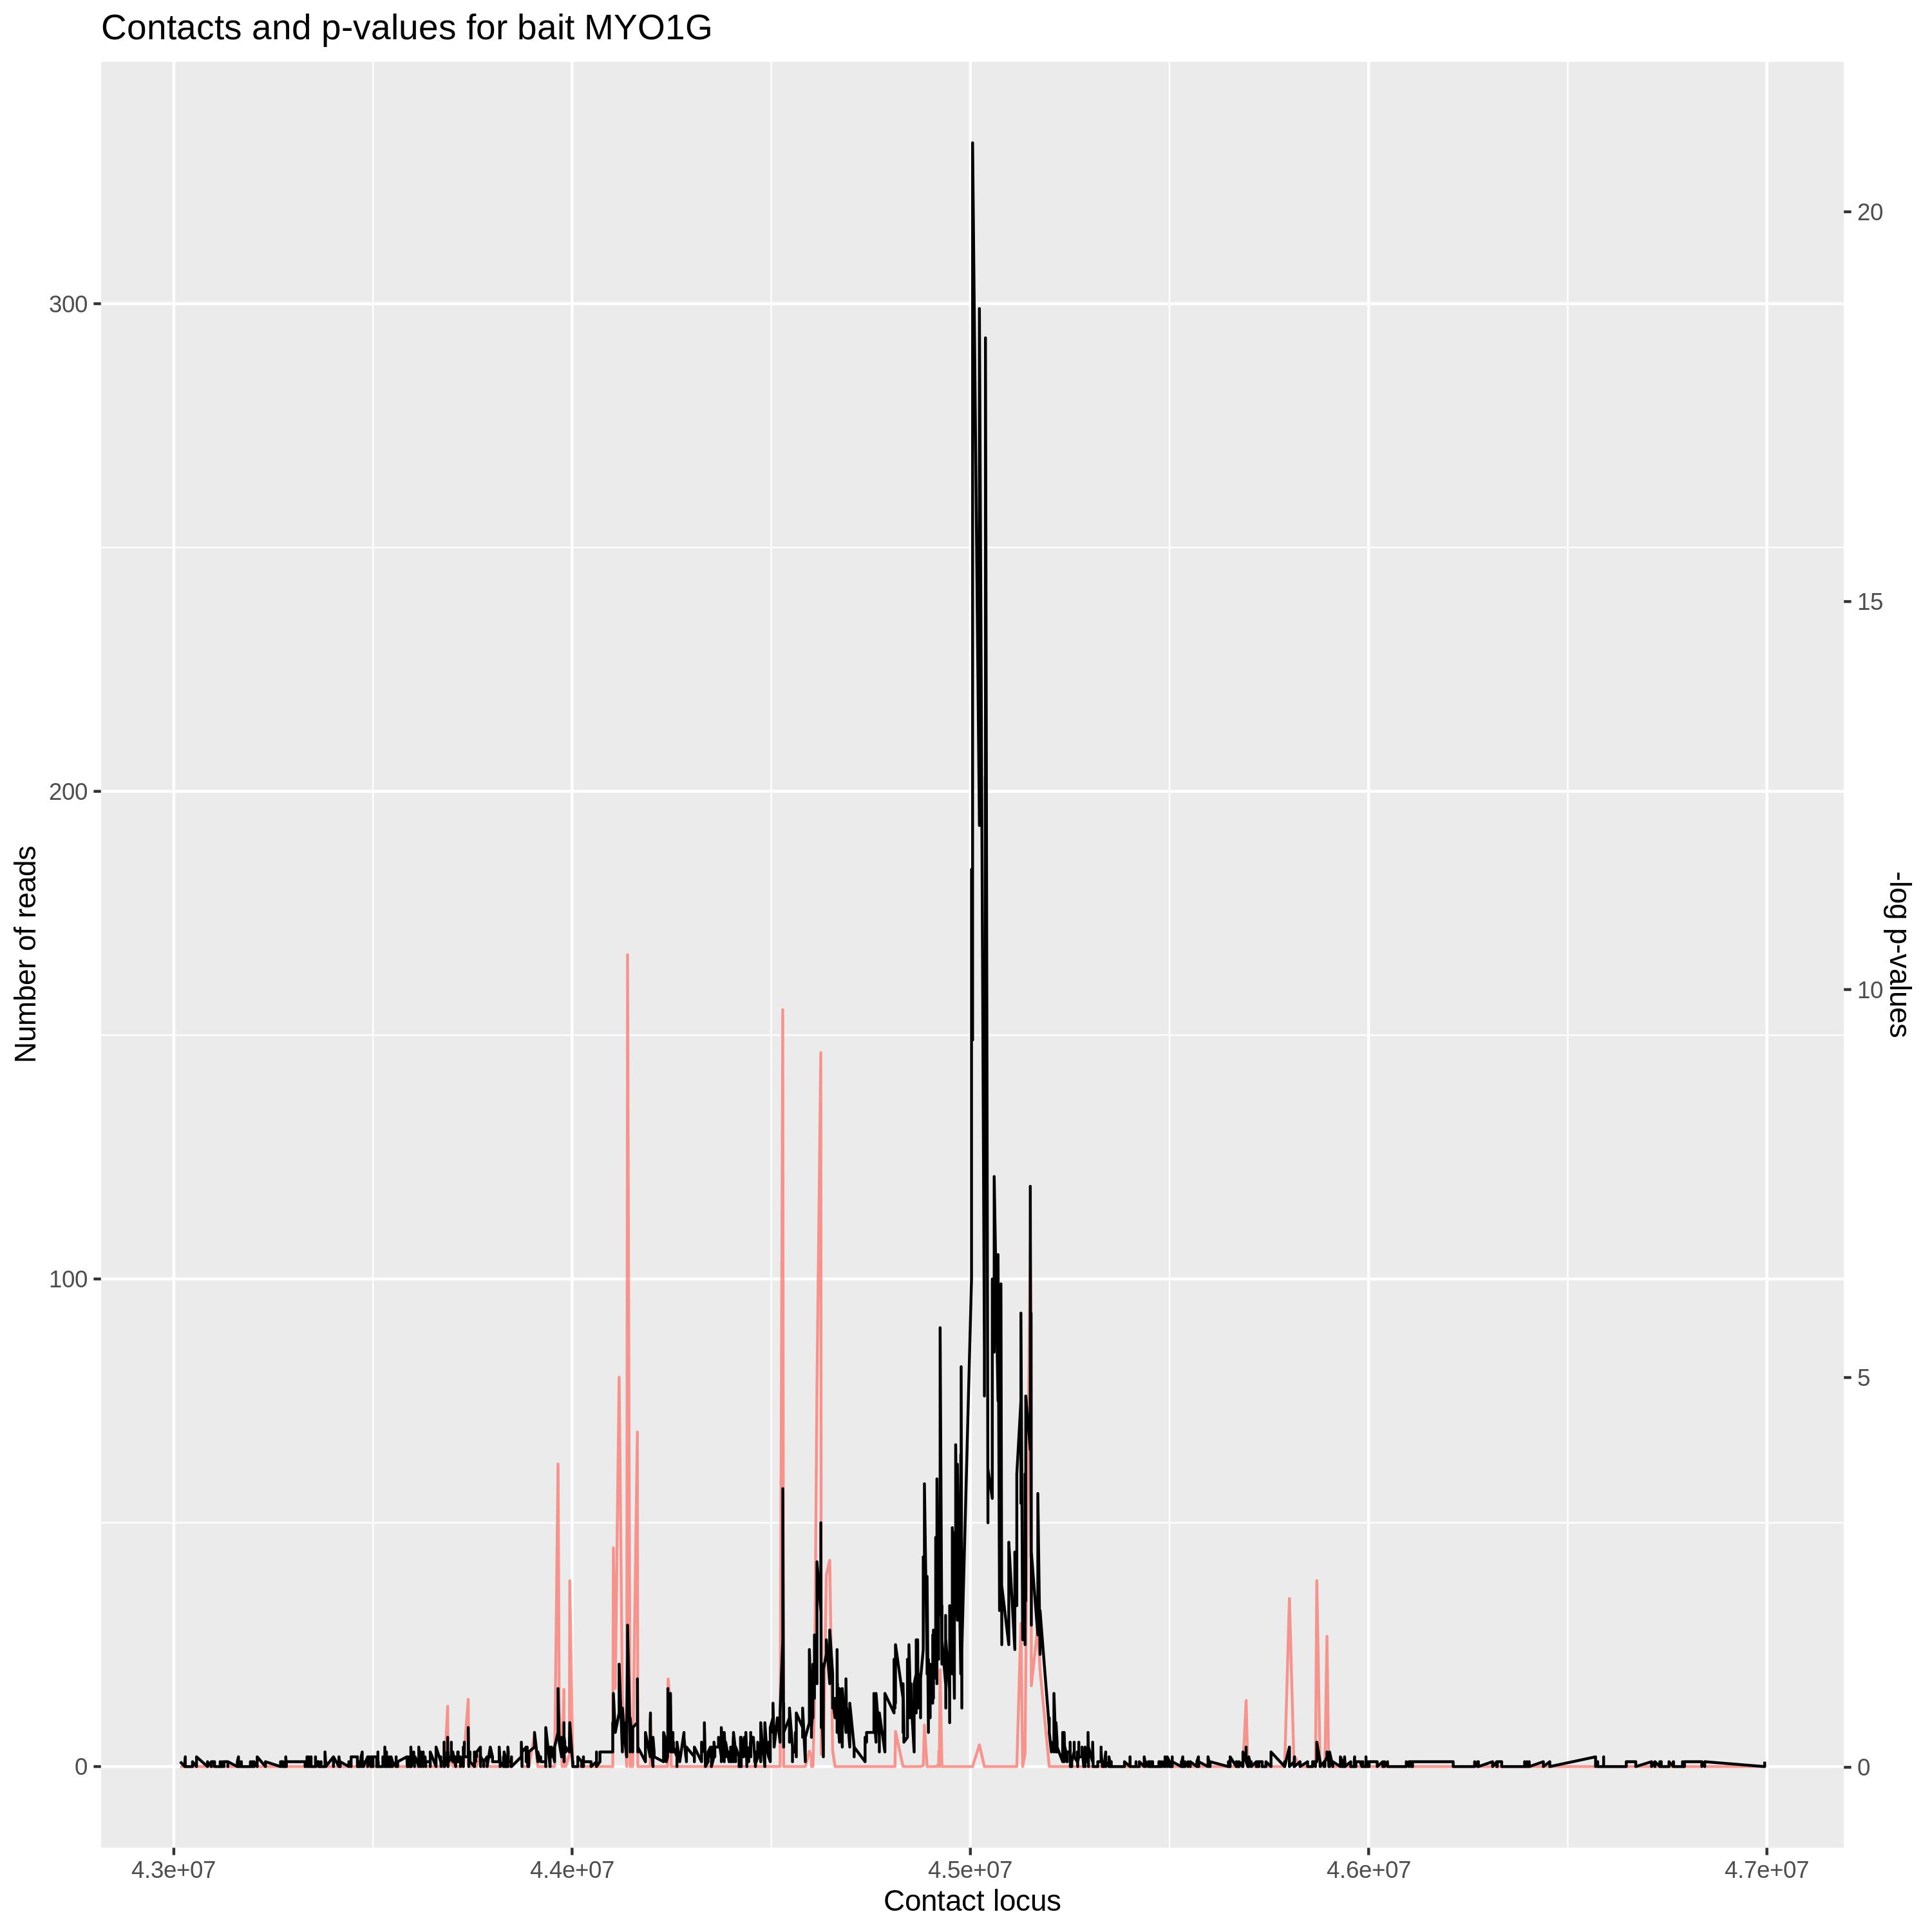 Contacts and p-values for bait MYO1G
Number of reads
300
200
100
0
20
15
10
5
0
-log p-values
4.3e+07
4.4e+07
4.5e+07
4.6e+07
4.7e+07
Contact locus